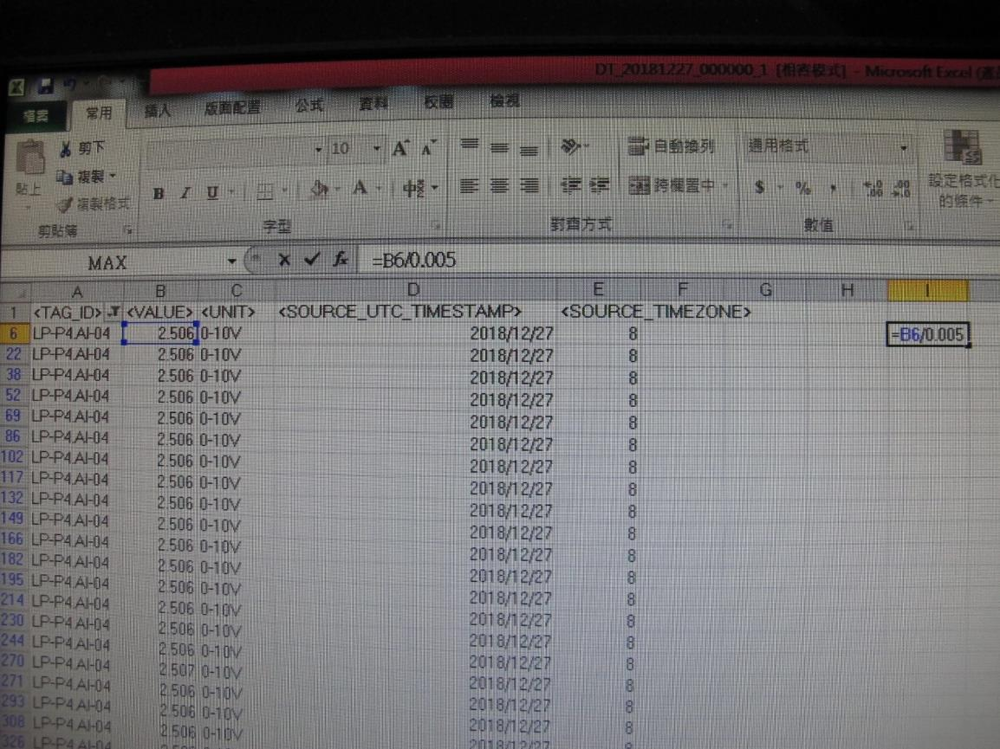 DT_20181227_000000_1 [相容模式] - Microsoft Excel (產
檔案 常用 插入 版面配置 公式 資料 校閱 檢視
貼上 剪下 複製 複製格式 剪貼簿
10 A A
B I U A 中 字型
自動換列
跨欄置中
對齊方式
通用格式
$ % , .00 .00
數值
設定格式化
的條件
MAX fx =B6/0.005
A B C D E F G H I
1 <TAG_ID> <VALUE> <UNIT> <SOURCE_UTC_TIMESTAMP> <SOURCE_TIMEZONE>
6 LP-P4.AI-04 2.506 0-10V 2018/12/27 8 =B6/0.005
22 LP-P4.AI-04 2.506 0-10V 2018/12/27 8
38 LP-P4.AI-04 2.506 0-10V 2018/12/27 8
52 LP-P4.AI-04 2.506 0-10V 2018/12/27 8
69 LP-P4.AI-04 2.506 0-10V 2018/12/27 8
86 LP-P4.AI-04 2.506 0-10V 2018/12/27 8
102 LP-P4.AI-04 2.506 0-10V 2018/12/27 8
117 LP-P4.AI-04 2.506 0-10V 2018/12/27 8
132 LP-P4.AI-04 2.506 0-10V 2018/12/27 8
149 LP-P4.AI-04 2.506 0-10V 2018/12/27 8
166 LP-P4.AI-04 2.506 0-10V 2018/12/27 8
182 LP-P4.AI-04 2.506 0-10V 2018/12/27 8
195 LP-P4.AI-04 2.506 0-10V 2018/12/27 8
214 LP-P4.AI-04 2.506 0-10V 2018/12/27 8
230 LP-P4.AI-04 2.506 0-10V 2018/12/27 8
244 LP-P4.AI-04 2.506 0-10V 2018/12/27 8
270 LP-P4.AI-04 2.507 0-10V 2018/12/27 8
271 LP-P4.AI-04 2.506 0-10V 2018/12/27 8
293 LP-P4.AI-04 2.506 0-10V 2018/12/27 8
308 LP-P4.AI-04 2.506 0-10V 2018/12/27 8
326 LP-P4.AI-04